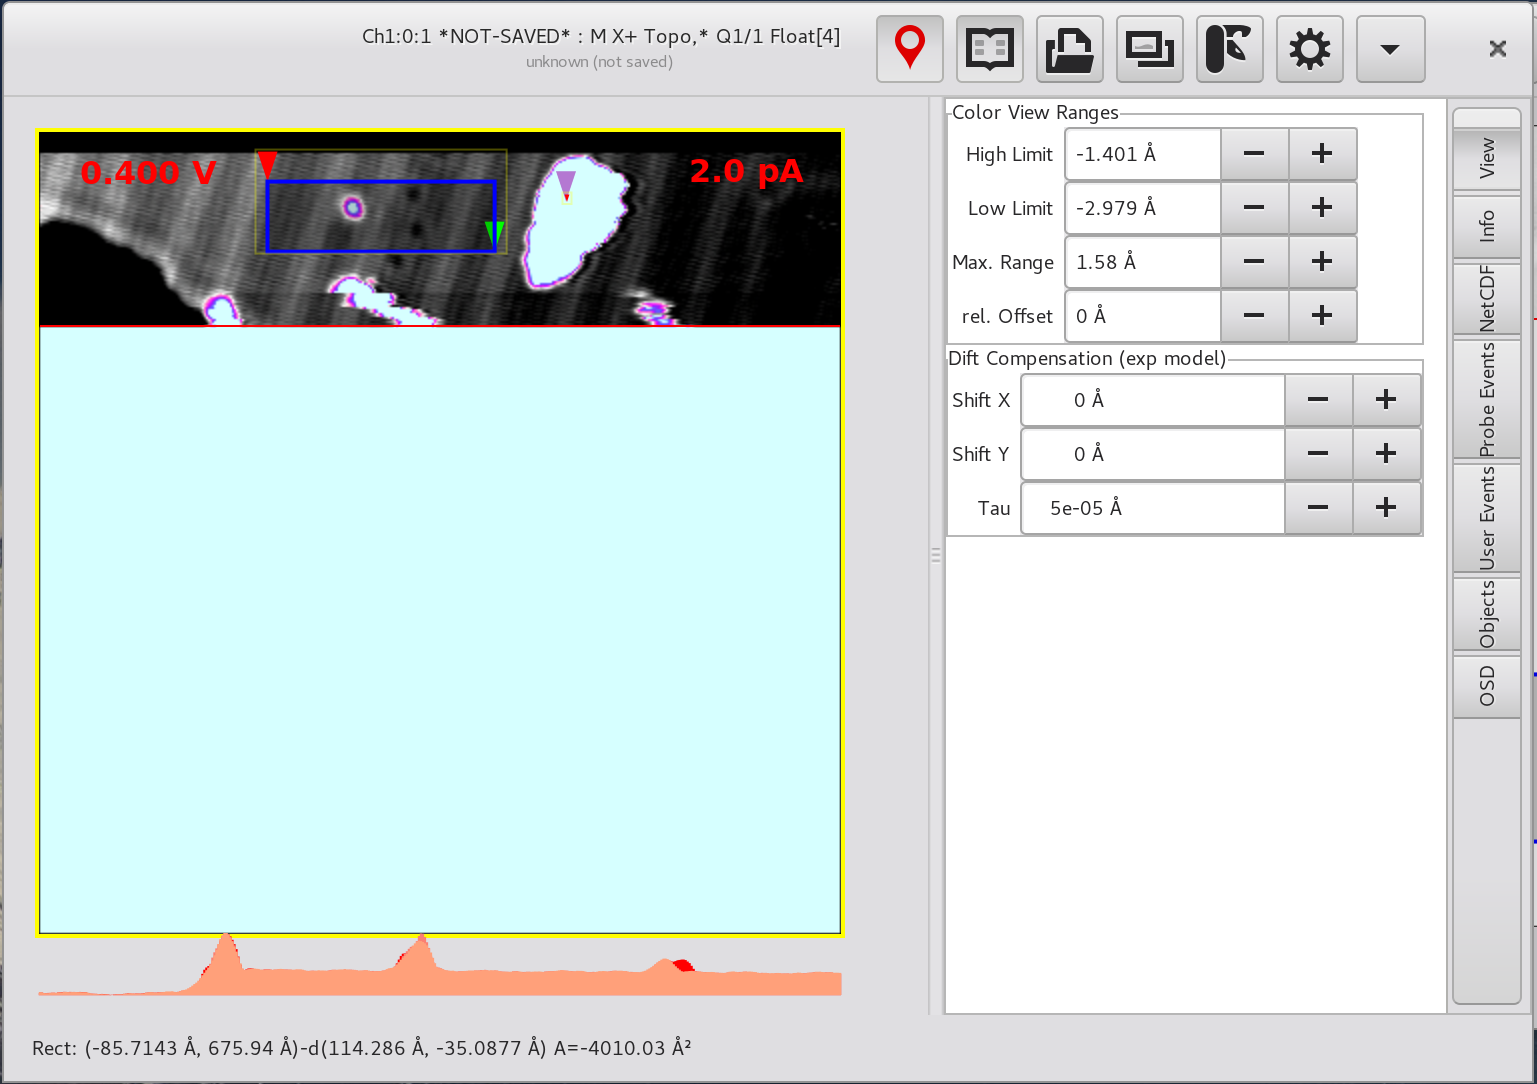 Ch1:0:1 *NOT-SAVED* : M X+ Topo,* Q1/1 Float[4]
unknown (not saved)
0.400 V
2.0 pA
Color View Ranges
High Limit -1.401 Å
Low Limit -2.979 Å
Max. Range 1.58 Å
rel. Offset 0 Å
Dift Compensation (exp model)
Shift X 0 Å
Shift Y 0 Å
Tau 5e-05 Å
View
Info
NetCDF
Probe Events
User Events
Objects
OSD
Rect: (-85.7143 Å, 675.94 Å)-d(114.286 Å, -35.0877 Å) A=-4010.03 Å²